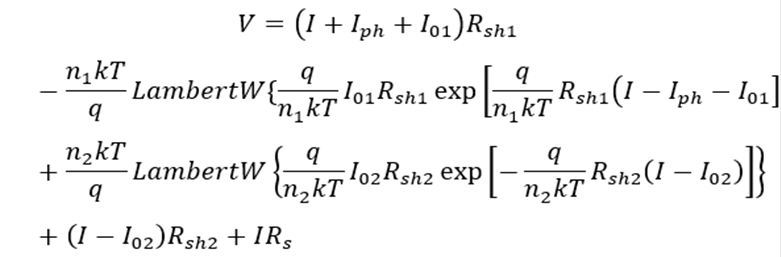 V = (I + I_{ph} + I_{01})R_{sh1}
- \frac{n_1kT}{q} LambertW\{\frac{q}{n_1kT} I_{01}R_{sh1} exp [\frac{q}{n_1kT} R_{sh1}(I - I_{ph} - I_{01}]
+ \frac{n_2kT}{q} LambertW \{\frac{q}{n_2kT} I_{02}R_{sh2} exp [-\frac{q}{n_2kT} R_{sh2}(I - I_{02})]\}
+ (I - I_{02})R_{sh2} + IR_s